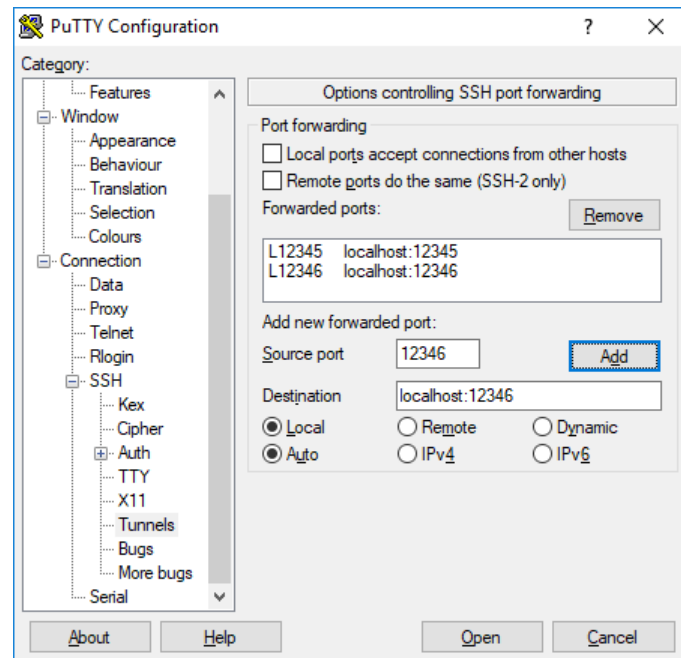 PuTTY Configuration
?
Category:
Features
Window
Appearance
Behaviour
Translation
Selection
Colours
Connection
Data
Proxy
Telnet
Rlogin
SSH
Kex
Cipher
Auth
TTY
X11
Tunnels
Bugs
More bugs
Serial
Options controlling SSH port forwarding
Port forwarding
Local ports accept connections from other hosts
Remote ports do the same (SSH-2 only)
Forwarded ports:
Remove
L12345 localhost:12345
L12346 localhost:12346
Add new forwarded port:
Source port 12346 Add
Destination localhost:12346
Local Remote Dynamic
Auto IPv4 IPv6
About Help Open Cancel